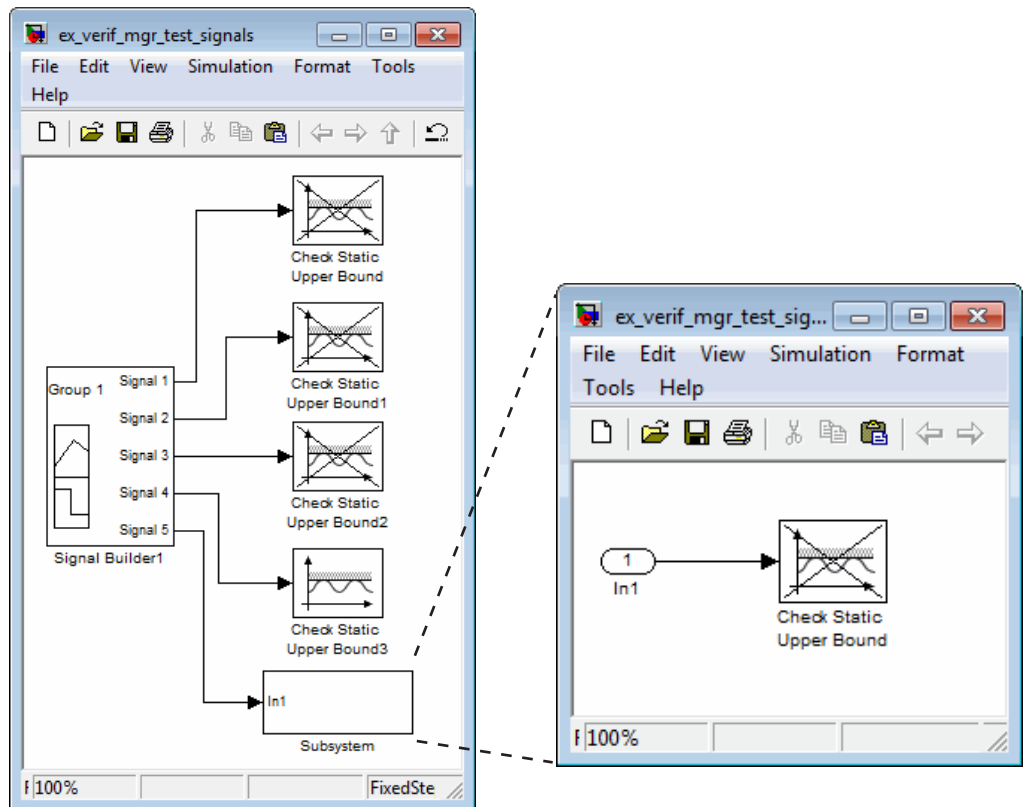 ex_verif_mgr_test_signals
File Edit View Simulation Format Tools
Help
Check Static
Upper Bound
Check Static
Upper Bound1
Group 1
Signal 1
Signal 2
Signal 3
Signal 4
Signal 5
Signal Builder1
Check Static
Upper Bound2
Check Static
Upper Bound3
In1
Subsystem
100%
FixedSte
ex_verif_mgr_test_sig...
File Edit View Simulation Format
Tools Help
1
In1
Check Static
Upper Bound
100%